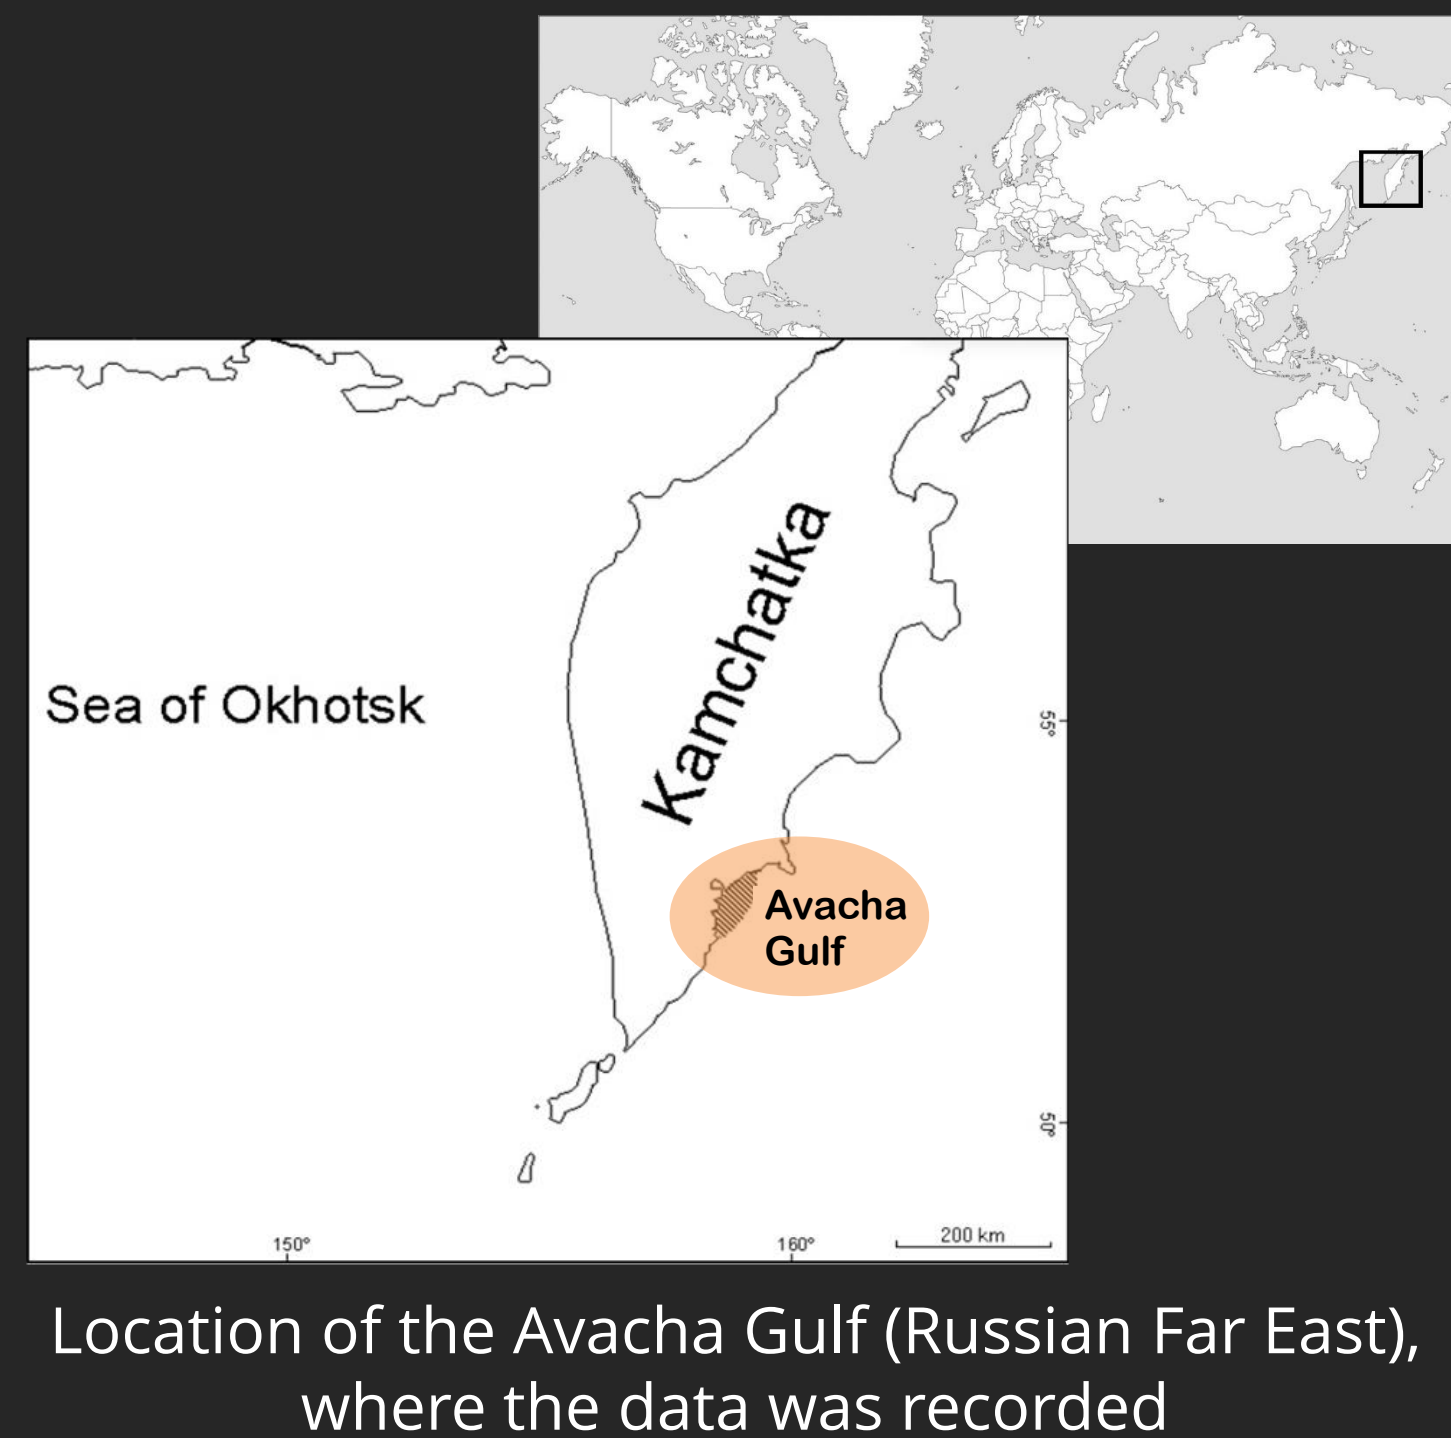 Kamchatka
Sea of Okhotsk
55°
Avacha
Gulf
50°
150°
160°
200 km
Location of the Avacha Gulf (Russian Far East),
where the data was recorded